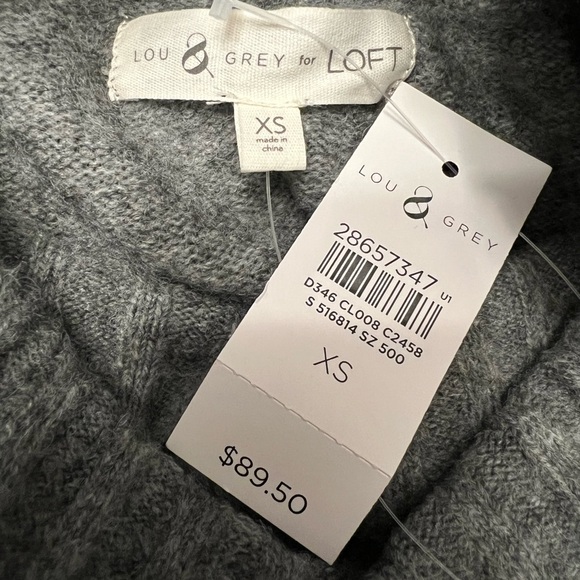 LOU & GREY for LOFT
XS
made in
china
LOU & GREY
28657347 U1
D346 CL008 C2458
S 516814 SZ 500
XS
$89.50